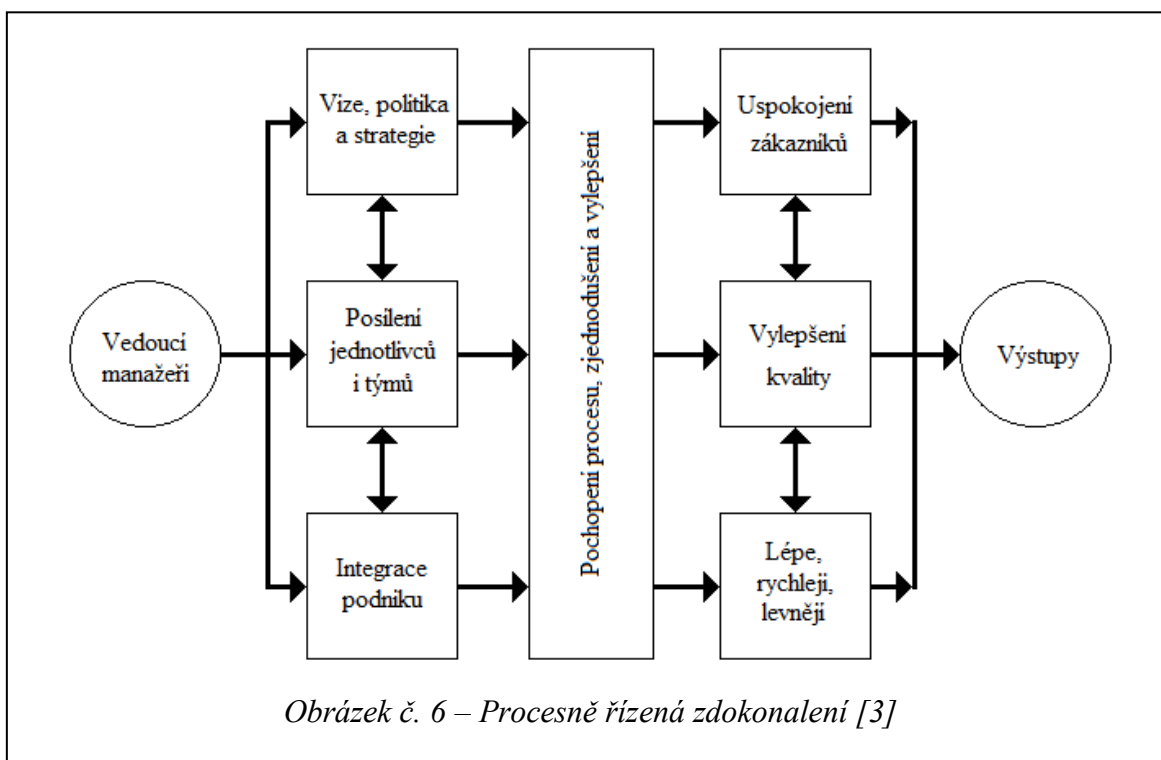 Vedoucí
manažeři
Vize, politika
a strategie
Posílení
jednotlivců
i týmů
Integrace
podniku
Pochopení procesu, zjednodušení a vylepšení
Uspokojení
zákazníků
Vylepšení
kvality
Lépe,
rychleji,
levnějí
Výstupy
Obrázek č. 6 – Procesně řízená zdokonalení [3]